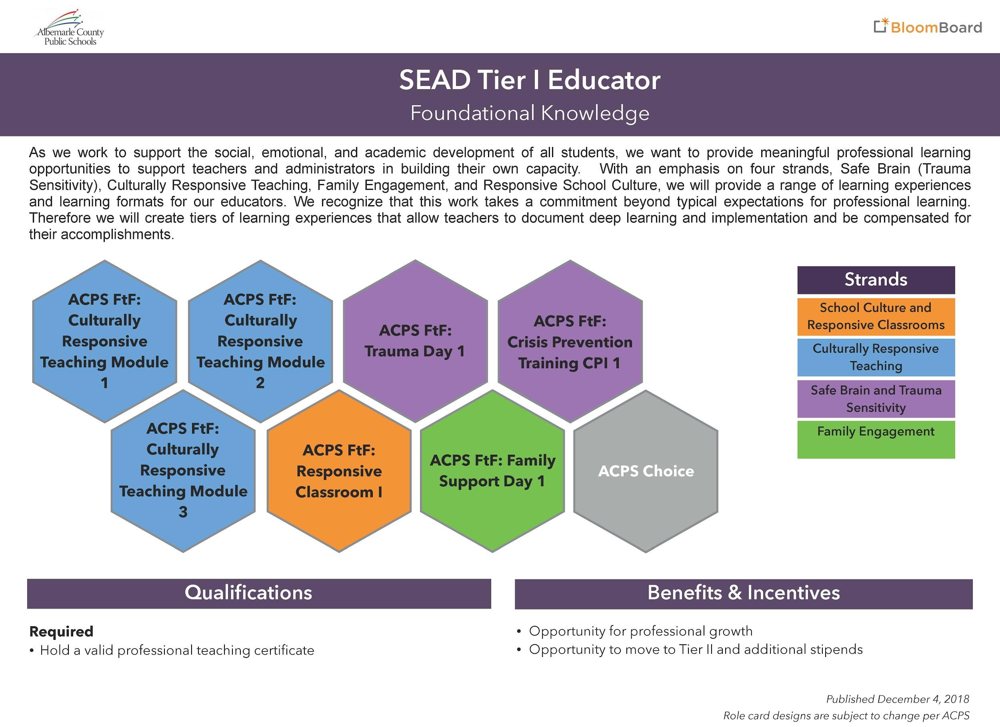 Albemarle County
Public Schools
BloomBoard
SEAD Tier I Educator
Foundational Knowledge
As we work to support the social, emotional, and academic development of all students, we want to provide meaningful professional learning
opportunities to support teachers and administrators in building their own capacity. With an emphasis on four strands, Safe Brain (Trauma
Sensitivity), Culturally Responsive Teaching, Family Engagement, and Responsive School Culture, we will provide a range of learning experiences
and learning formats for our educators. We recognize that this work takes a commitment beyond typical expectations for professional learning.
Therefore we will create tiers of learning experiences that allow teachers to document deep learning and implementation and be compensated for
their accomplishments.
ACPS FtF:
Culturally
Responsive
Teaching Module
1
ACPS FtF:
Culturally
Responsive
Teaching Module
2
ACPS FtF:
Trauma Day 1
ACPS FtF:
Crisis Prevention
Training CPI 1
ACPS FtF:
Culturally
Responsive
Teaching Module
3
ACPS FtF:
Responsive
Classroom I
ACPS FtF: Family
Support Day 1
ACPS Choice
Strands
School Culture and
Responsive Classrooms
Culturally Responsive
Teaching
Safe Brain and Trauma
Sensitivity
Family Engagement
Qualifications
Required
• Hold a valid professional teaching certificate
Benefits & Incentives
• Opportunity for professional growth
• Opportunity to move to Tier II and additional stipends
Published December 4, 2018
Role card designs are subject to change per ACPS